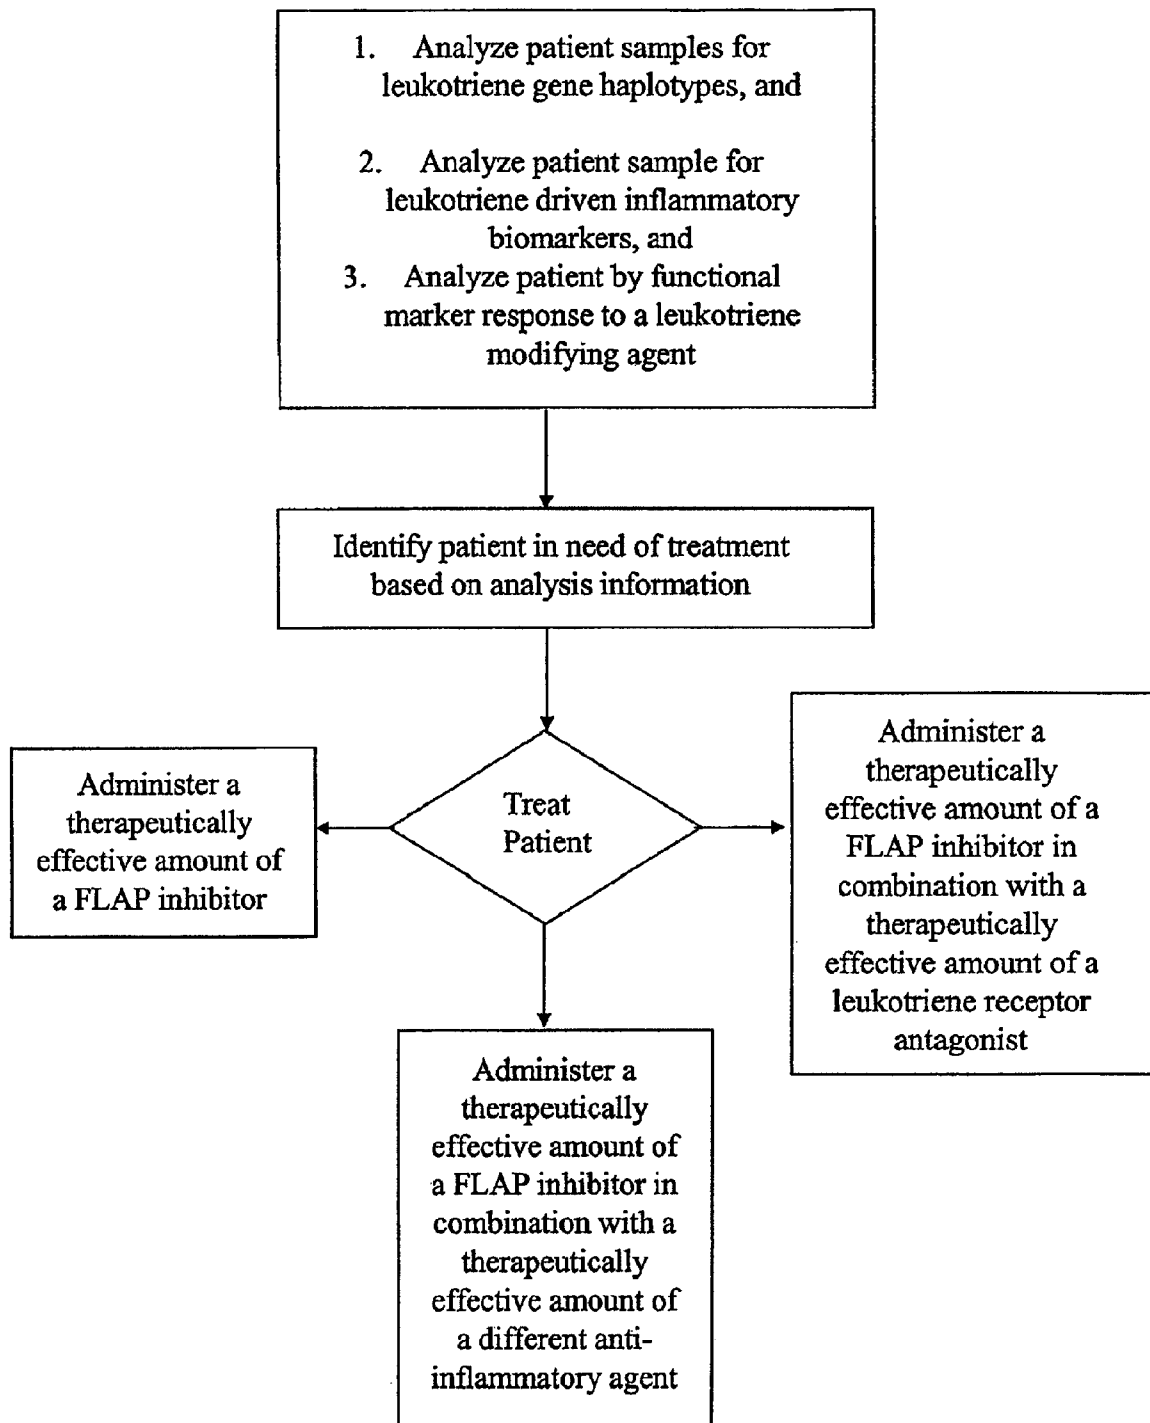 1. Analyze patient samples for
leukotriene gene haplotypes, and
2. Analyze patient sample for
leukotriene driven inflammatory
biomarkers, and
3. Analyze patient by functional
marker response to a leukotriene
modifying agent
Identify patient in need of treatment
based on analysis information
Treat
Patient
Administer a
therapeutically
effective amount of
a FLAP inhibitor
Administer a
therapeutically
effective amount of a
FLAP inhibitor in
combination with a
therapeutically
effective amount of a
leukotriene receptor
antagonist
Administer a
therapeutically
effective amount of
a FLAP inhibitor in
combination with a
therapeutically
effective amount of
a different anti-
inflammatory agent